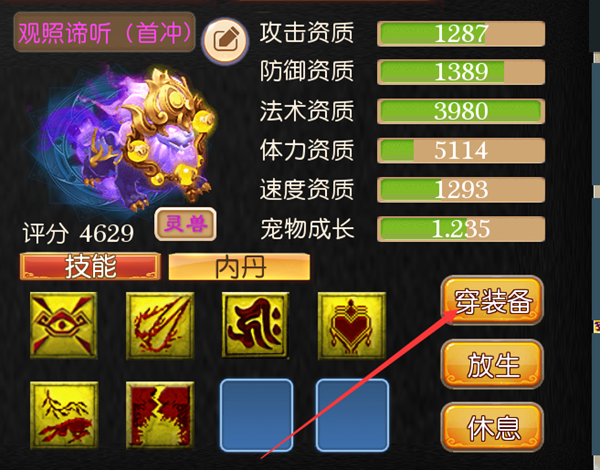 观照谛听（首冲）
评分 4629
灵兽
攻击资质 1287
防御资质 1389
法术资质 3980
体力资质 5114
速度资质 1293
宠物成长 1.235
技能
内丹
穿装备
放生
休息